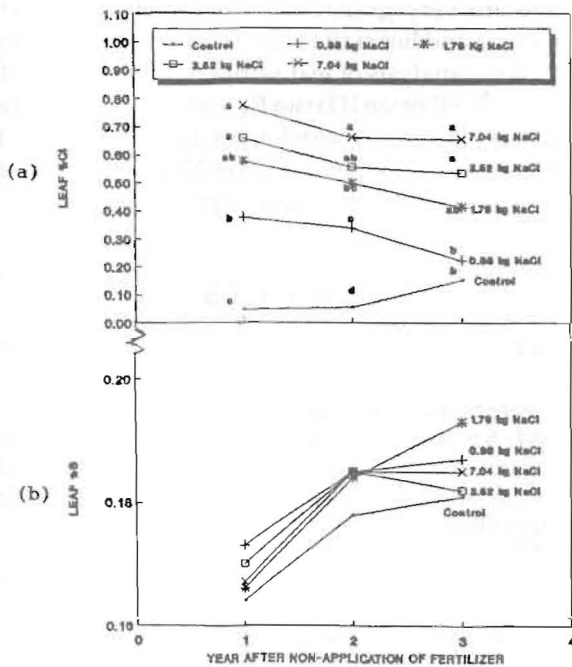 1.10
1.00
0.90
0.80
0.70
0.60
0.50
0.40
0.30
0.20
0.10
0.00
LEAF %Cl
(a)
Control
0.88 kg NaCl
1.76 Kg NaCl
3.52 kg NaCl
7.04 kg NaCl
a
a
a
7.04 kg NaCl
a
ab
a
3.52 kg NaCl
ab
ab
1.76 kg NaCl
b
c
b
0.88 kg NaCl
c
d
b
Control
0.20
0.18
0.16
LEAF %S
(b)
1.76 kg NaCl
0.88 kg NaCl
7.04 kg NaCl
3.52 kg NaCl
Control
0
1
2
3
4
YEAR AFTER NON-APPLICATION OF FERTILIZER